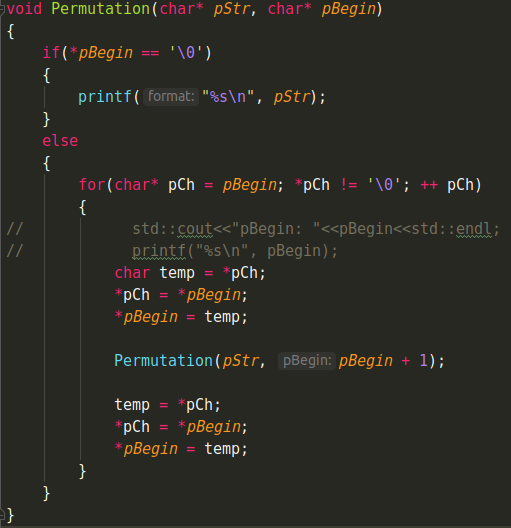 void Permutation(char* pStr, char* pBegin)
{
    if(*pBegin == '\0')
    {
        printf( format: "%s\n", pStr);
    }
    else
    {
        for(char* pCh = pBegin; *pCh != '\0'; ++ pCh)
        {
//            std::cout<<"pBegin: "<<pBegin<<std::endl;
//            printf("%s\n", pBegin);
            char temp = *pCh;
            *pCh = *pBegin;
            *pBegin = temp;

            Permutation(pStr, pBegin: pBegin + 1);

            temp = *pCh;
            *pCh = *pBegin;
            *pBegin = temp;
        }
    }
}